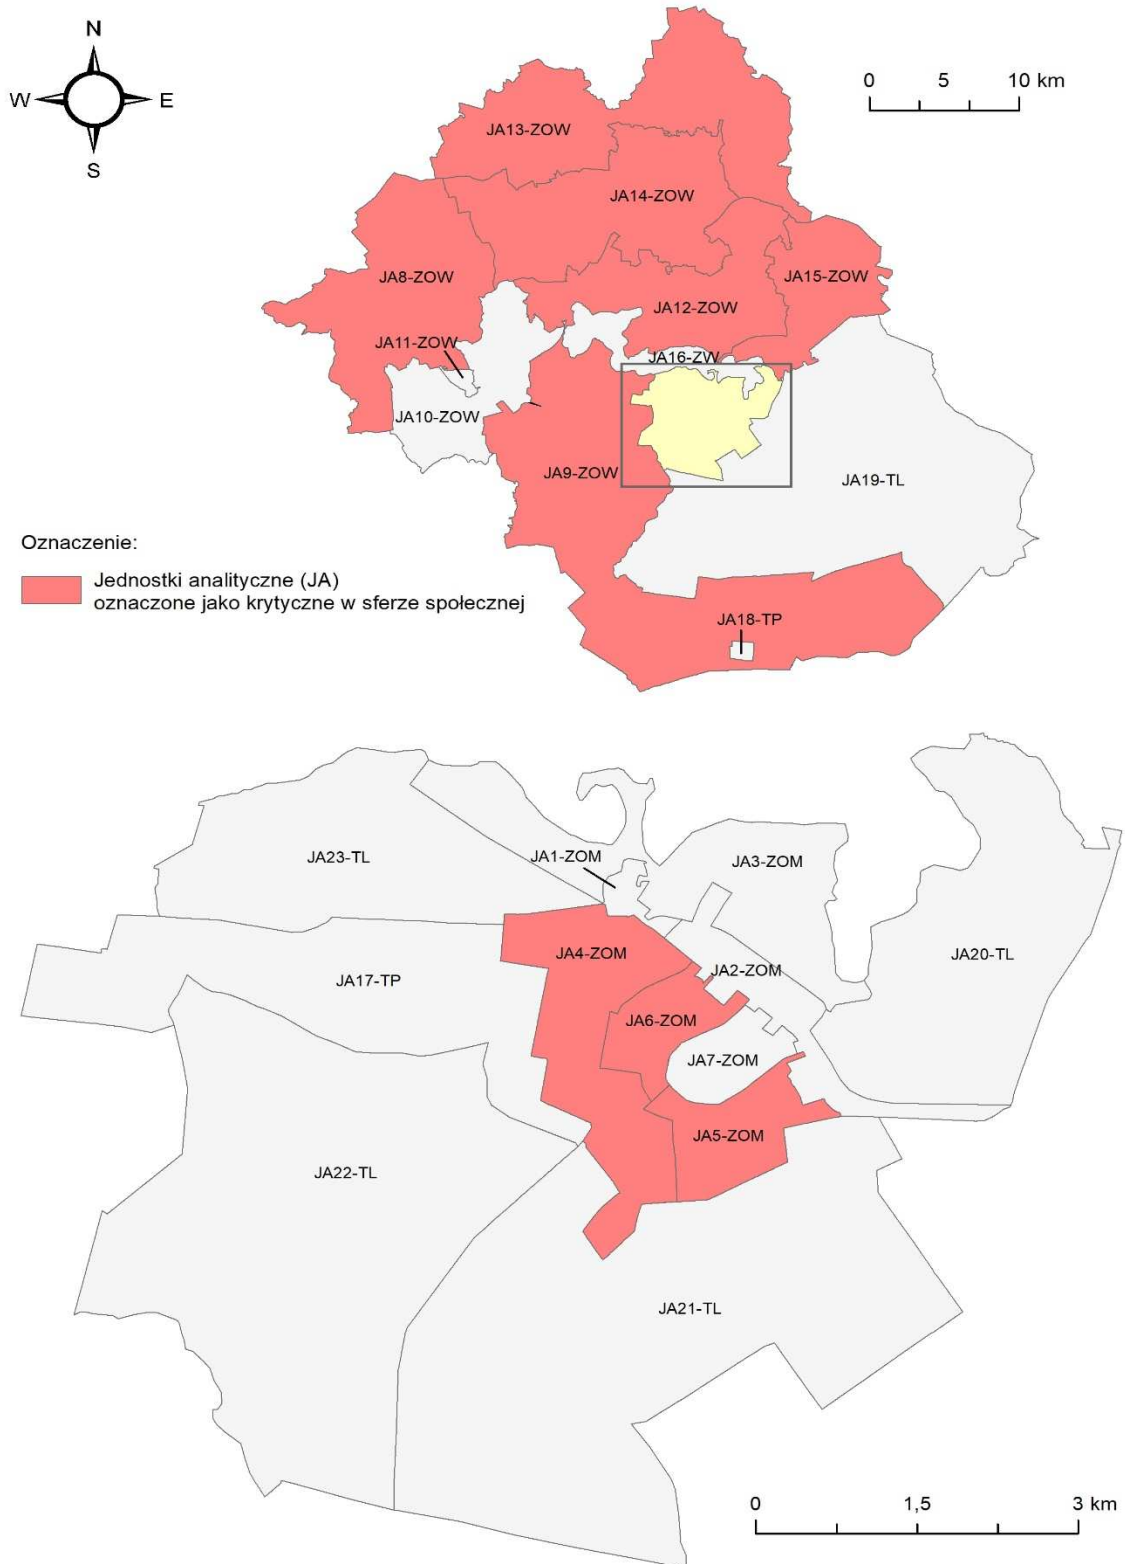 N
W
E
S
0 5 10 km
JA13-ZOW
JA14-ZOW
JA8-ZOW
JA15-ZOW
JA12-ZOW
JA11-ZOW
JA16-ZW
JA10-ZOW
JA9-ZOW
JA19-TL
Oznaczenie:
Jednostki analityczne (JA)
oznaczone jako krytyczne w sferze społecznej
JA18-TP
JA23-TL
JA1-ZOM
JA3-ZOM
JA4-ZOM
JA20-TL
JA2-ZOM
JA17-TP
JA6-ZOM
JA7-ZOM
JA5-ZOM
JA22-TL
JA21-TL
0 1,5 3 km